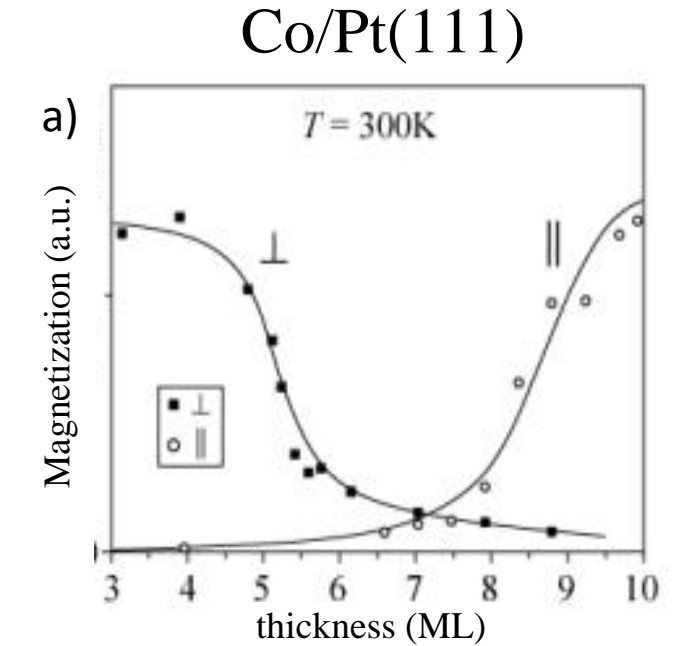 Co/Pt(111)
a)
T = 300K
Magnetization (a.u.)
⊥
||
⊥
||
3 4 5 6 7 8 9 10
thickness (ML)